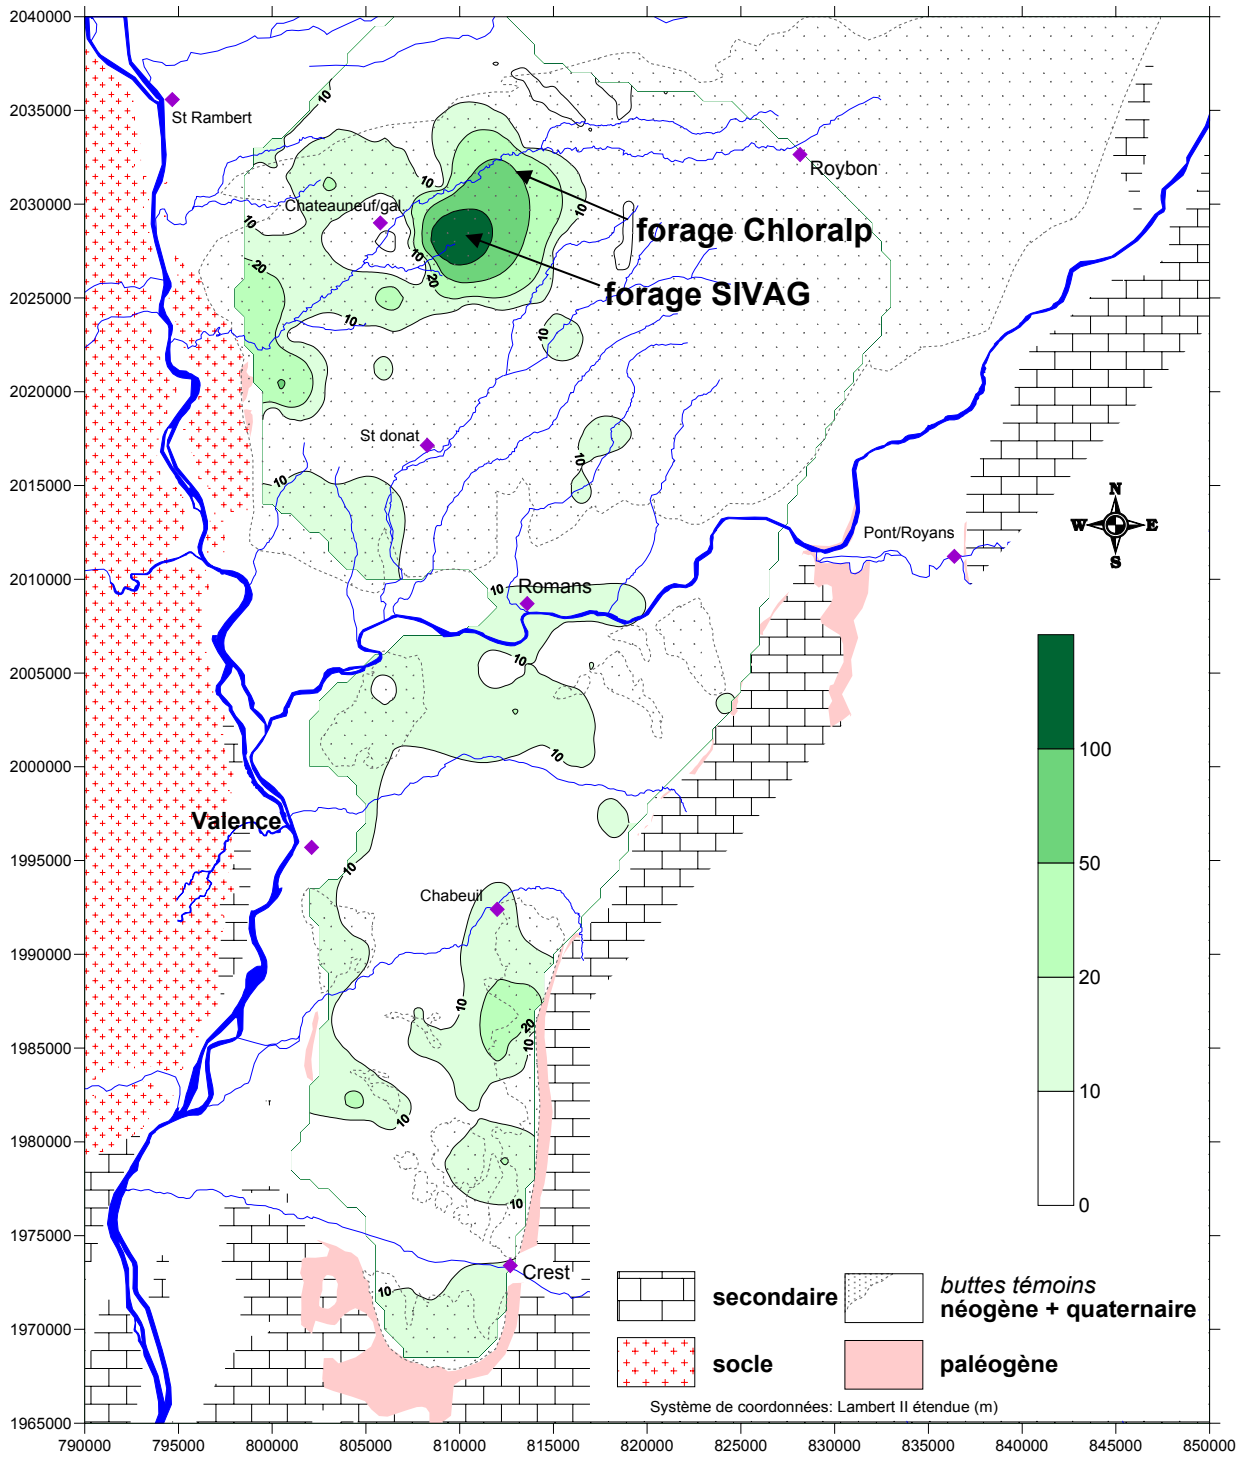 2040000
2035000
2030000
2025000
2020000
2015000
2010000
2005000
2000000
1995000
1990000
1985000
1980000
1975000
1970000
1965000
790000 795000 800000 805000 810000 815000 820000 825000 830000 835000 840000 845000 850000
St Rambert
10
Roybon
10
Chateauneuf/gal.
10
10
forage Chloralp
10
20
20
forage SIVAG
10
10
St donat
10
10
N
W E
S
Pont/Royans
10
Romans
10
10
Valence
10
Chabeuil
10
20
10
10
10
Crest
10
100
50
20
10
0
secondaire
buttes témoins
néogène + quaternaire
socle
paléogène
Système de coordonnées: Lambert II étendue (m)